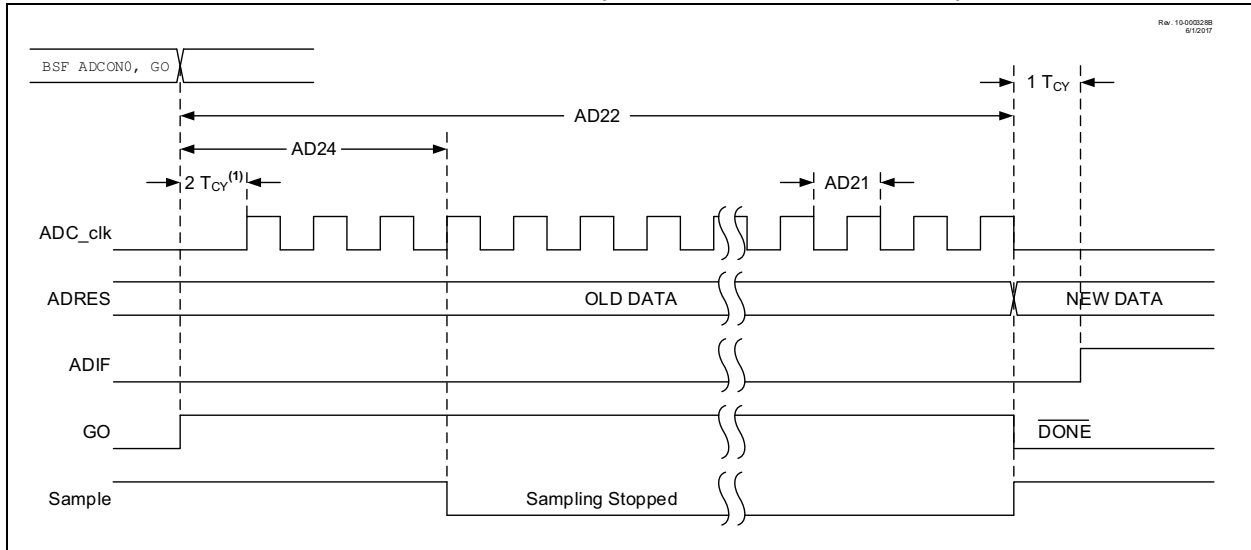 Rev. 10-000328B
6/1/2017
BSF ADCON0, GO
1 TCY
AD22
AD24
2 TCY(1)
AD21
ADC_clk
ADRES
OLD DATA
NEW DATA
ADIF
GO
DONE
Sample
Sampling Stopped